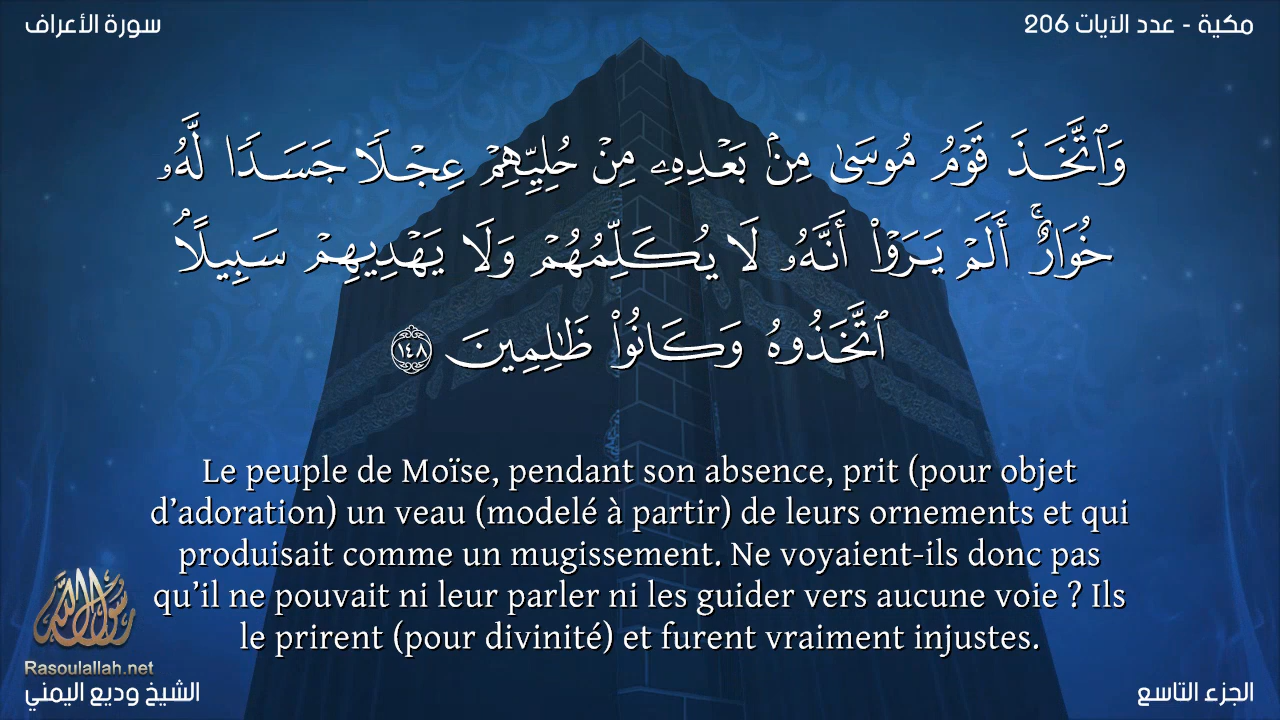 سورة الأعراف
مكية - عدد الآيات 206
وَٱتَّخَذَ قَوْمُ مُوسَىٰ مِنۢ بَعْدِهِۦ مِنْ حُلِيِّهِمْ عِجْلًا جَسَدًا لَّهُۥ
خُوَارٌ ۚ أَلَمْ يَرَوْا۟ أَنَّهُۥ لَا يُكَلِّمُهُمْ وَلَا يَهْدِيهِمْ سَبِيلًا ۘ
ٱتَّخَذُوهُ وَكَانُوا۟ ظَـٰلِمِينَ ١٤٨
Le peuple de Moïse, pendant son absence, prit (pour objet
d’adoration) un veau (modelé à partir) de leurs ornements et qui
produisait comme un mugissement. Ne voyaient-ils donc pas
qu’il ne pouvait ni leur parler ni les guider vers aucune voie ? Ils
le prirent (pour divinité) et furent vraiment injustes.
رسول الله
Rasoulallah.net
الشيخ وديع اليمني
الجزء التاسع